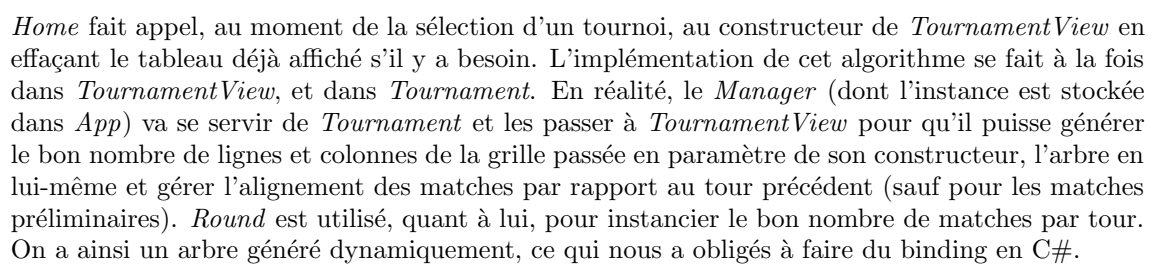 Home fait appel, au moment de la sélection d'un tournoi, au constructeur de TournamentView en
effaçant le tableau déjà affiché s'il y a besoin. L'implémentation de cet algorithme se fait à la fois
dans TournamentView, et dans Tournament. En réalité, le Manager (dont l'instance est stockée
dans App) va se servir de Tournament et les passer à TournamentView pour qu'il puisse générer
le bon nombre de lignes et colonnes de la grille passée en paramètre de son constructeur, l'arbre en
lui-même et gérer l'alignement des matches par rapport au tour précédent (sauf pour les matches
préliminaires). Round est utilisé, quant à lui, pour instancier le bon nombre de matches par tour.
On a ainsi un arbre généré dynamiquement, ce qui nous a obligés à faire du binding en C#.